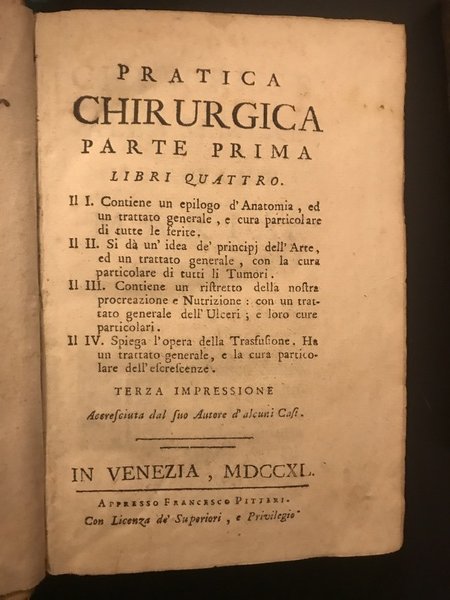 PRATICA
CHIRURGICA
PARTE PRIMA
LIBRI QUATTRO.
Il I. Contiene un epilogo d'Anatomia, ed
un trattato generale, e cura particolare
di tutte le ferite.
Il II. Si dà un' idea de' principj dell'Arte,
ed un trattato generale, con la cura
particolare di tutti li Tumori.
Il III. Contiene un riſtretto della noſtra
procreazione e Nutrizione: con un trat-
tato generale dell'Ulceri; e loro cure
particolari.
Il IV. Spiega l'opera della Trasfuſione. Ha
un trattato generale, e la cura partico-
lare dell'eſcreſcenze.
TERZA IMPRESSIONE
Accreſciuta dal ſuo Autore d'alcuni Caſi.
IN VENEZIA, MDCCXL.
APPRESSO FRANCESCO PITTERI.
Con Licenza de' Superiori, e Privilegio